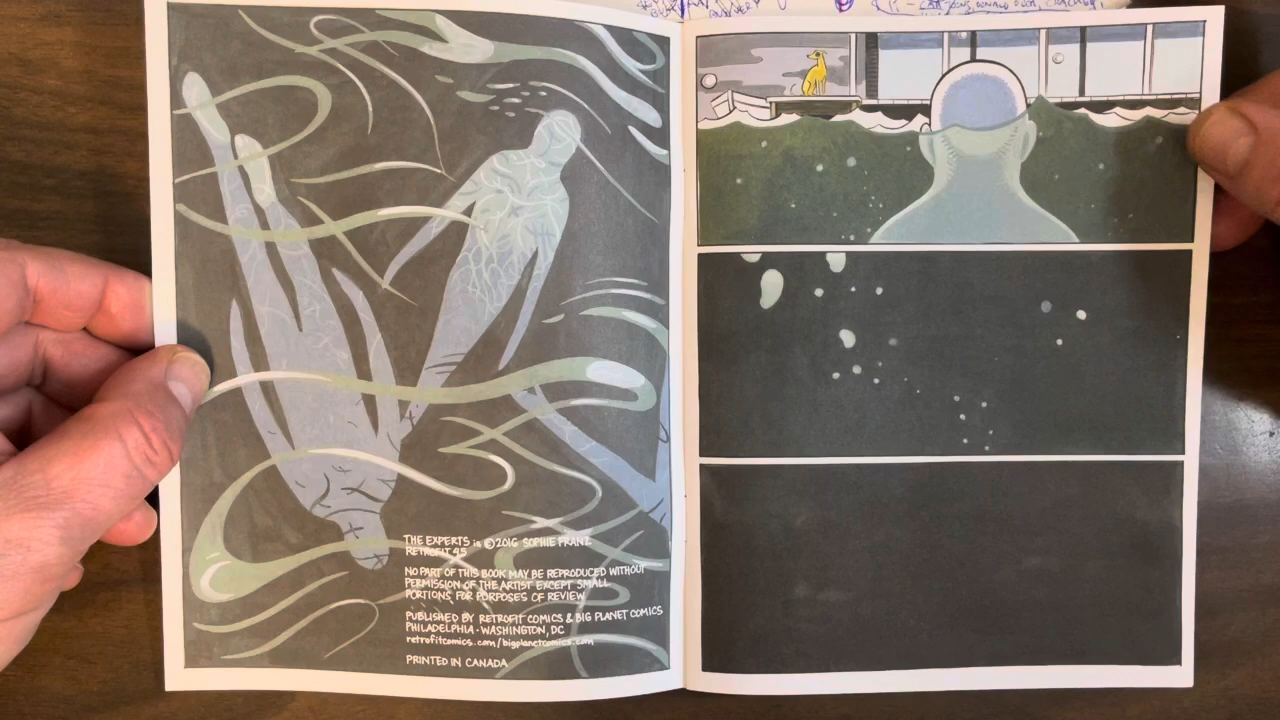 THE EXPERTS is ©2016 SOPHIE FRANZ
RETROFIT 45
NO PART OF THIS BOOK MAY BE REPRODUCED WITHOUT
PERMISSION OF THE ARTIST EXCEPT SMALL
PORTIONS FOR PURPOSES OF REVIEW
PUBLISHED BY RETROFIT COMICS & BIG PLANET COMICS
PHILADELPHIA - WASHINGTON, DC
retrofitcomics.com/bigplanetcomics.com
PRINTED IN CANADA